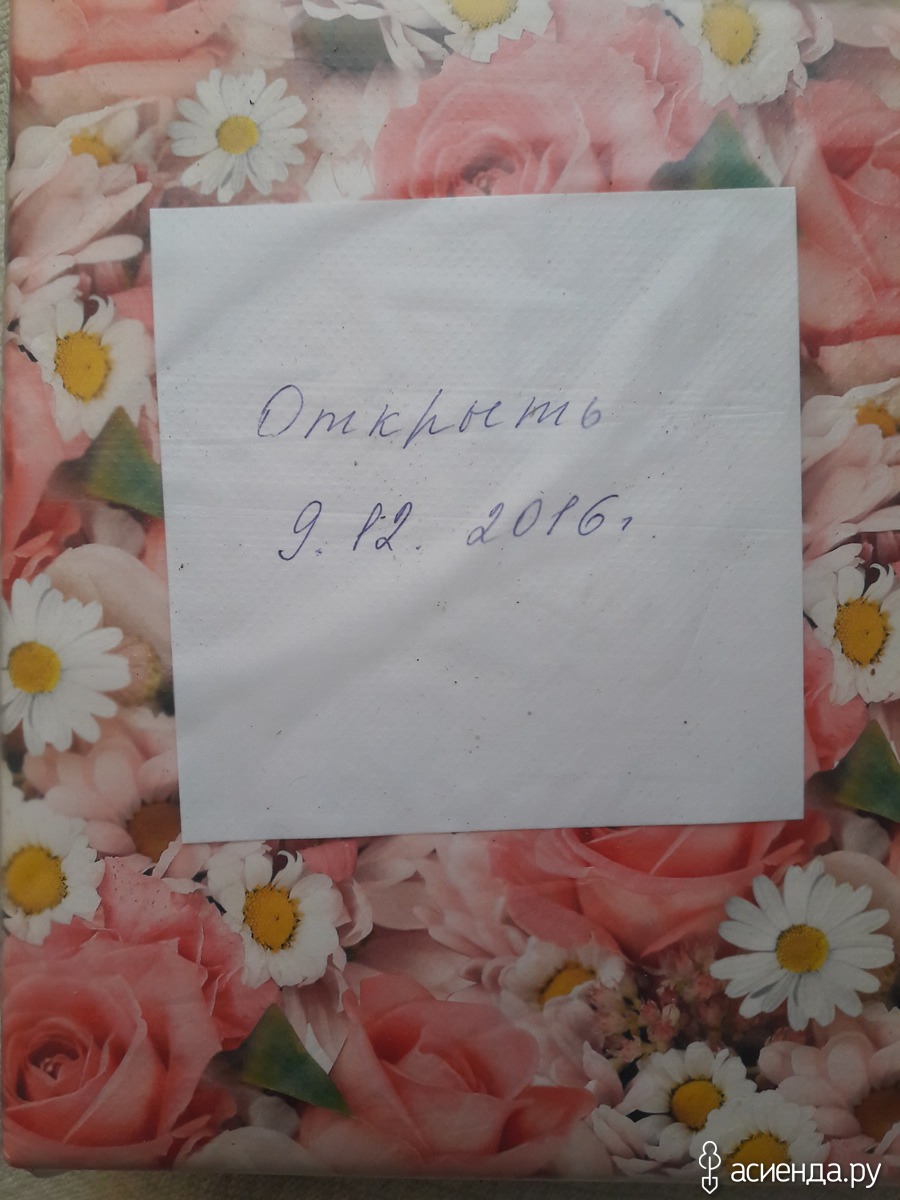 Открыть
9.12. 2016г
асиенда.ру